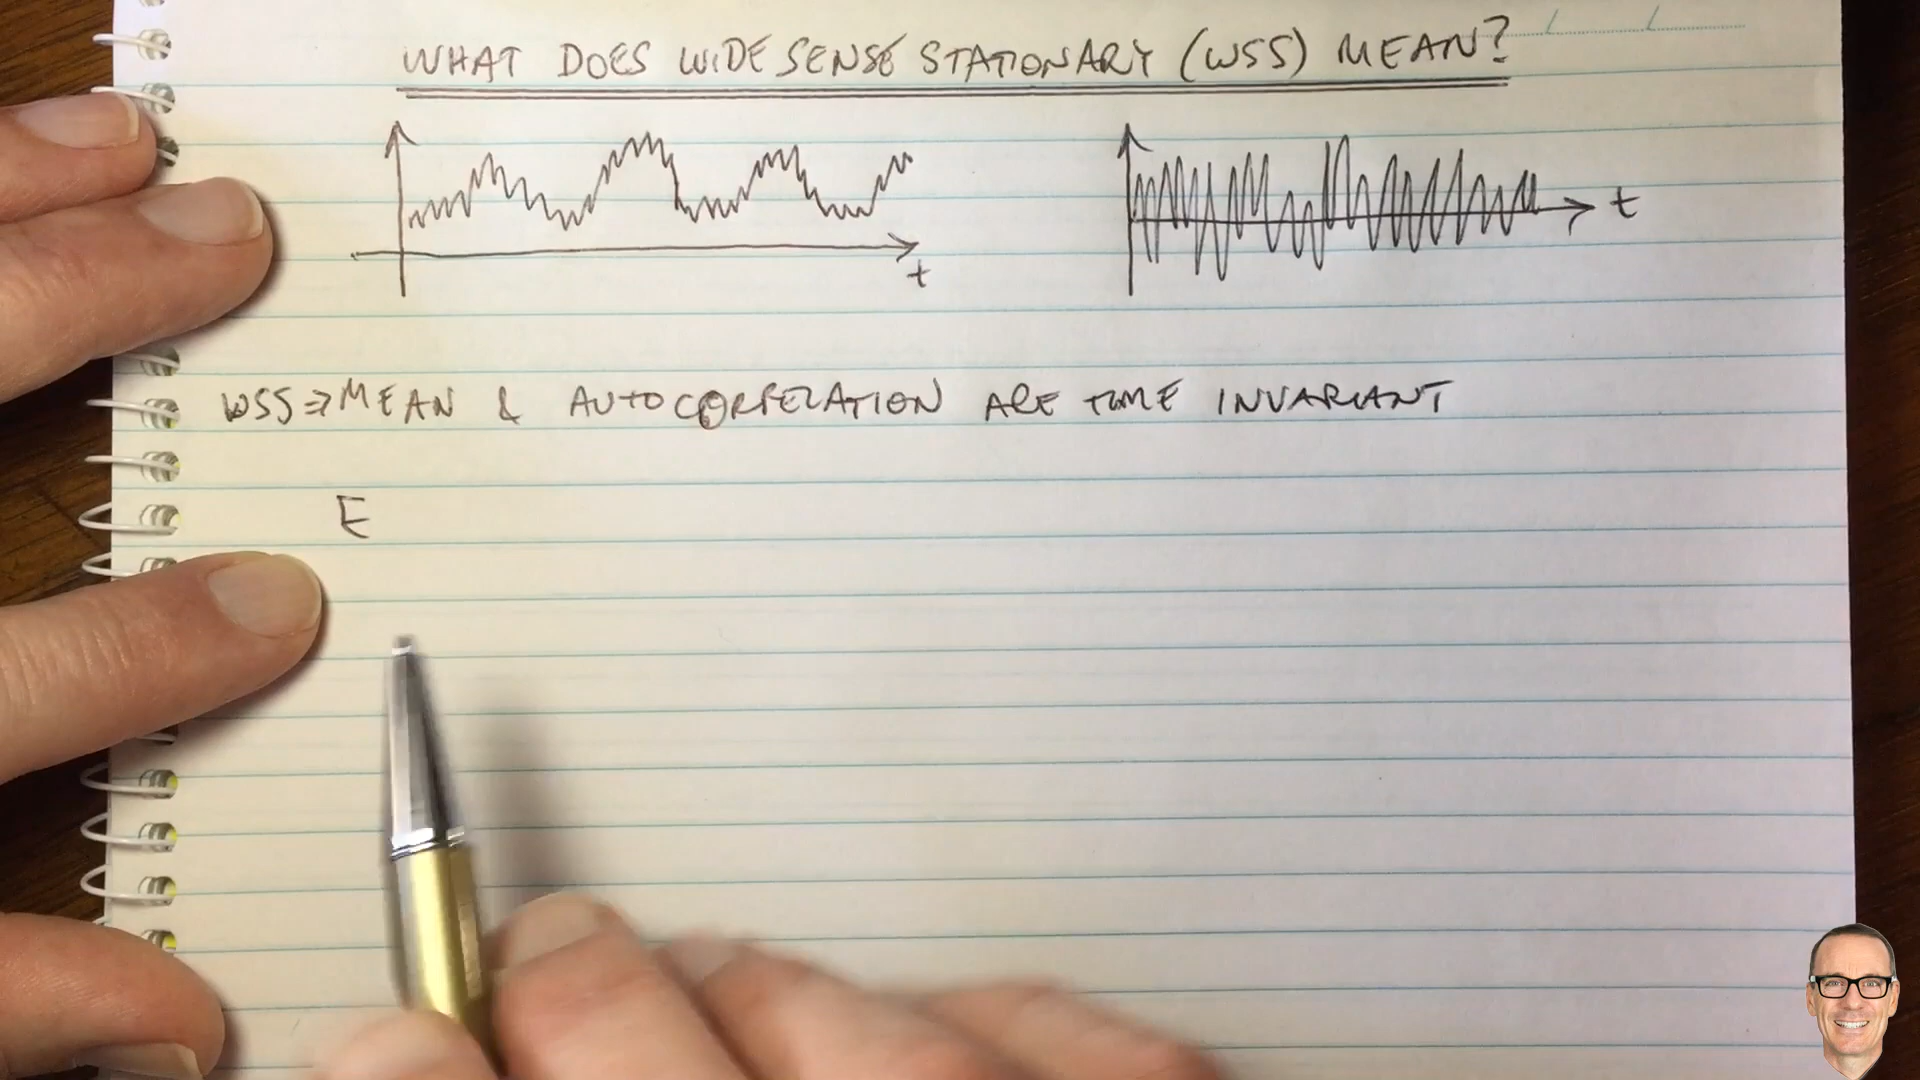 WHAT DOES WIDE SENSE STATIONARY (WSS) MEAN?
t
t
WSS ⇒ MEAN & AUTOCORRELATION ARE TIME INVARIANT
E